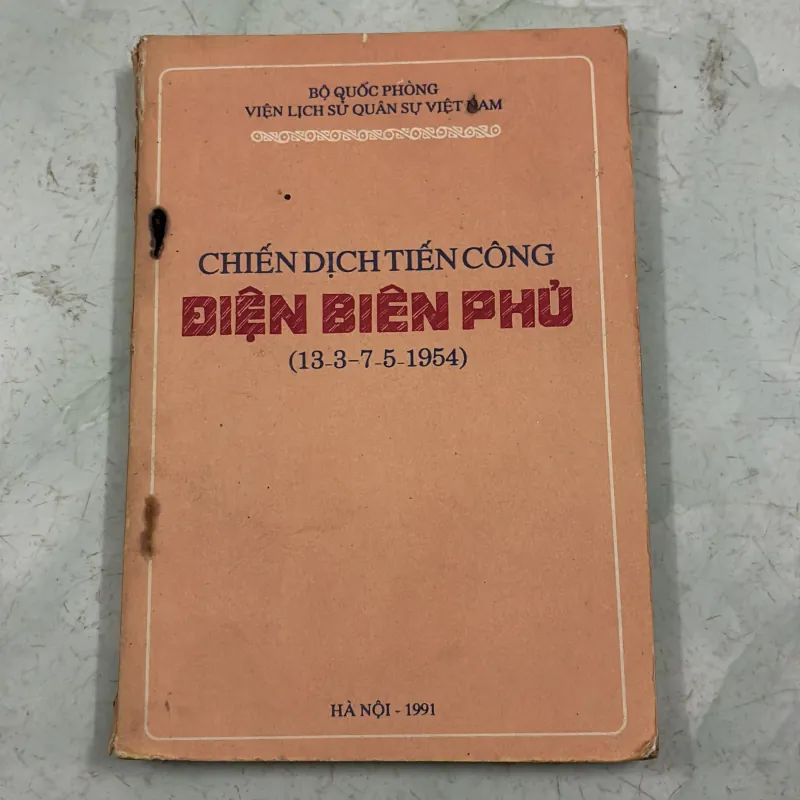 BỘ QUỐC PHÒNG
VIỆN LỊCH SỬ QUÂN SỰ VIỆT NAM
CHIẾN DỊCH TIẾN CÔNG
ĐIỆN BIÊN PHỦ
(13-3-7-5-1954)
HÀ NỘI - 1991